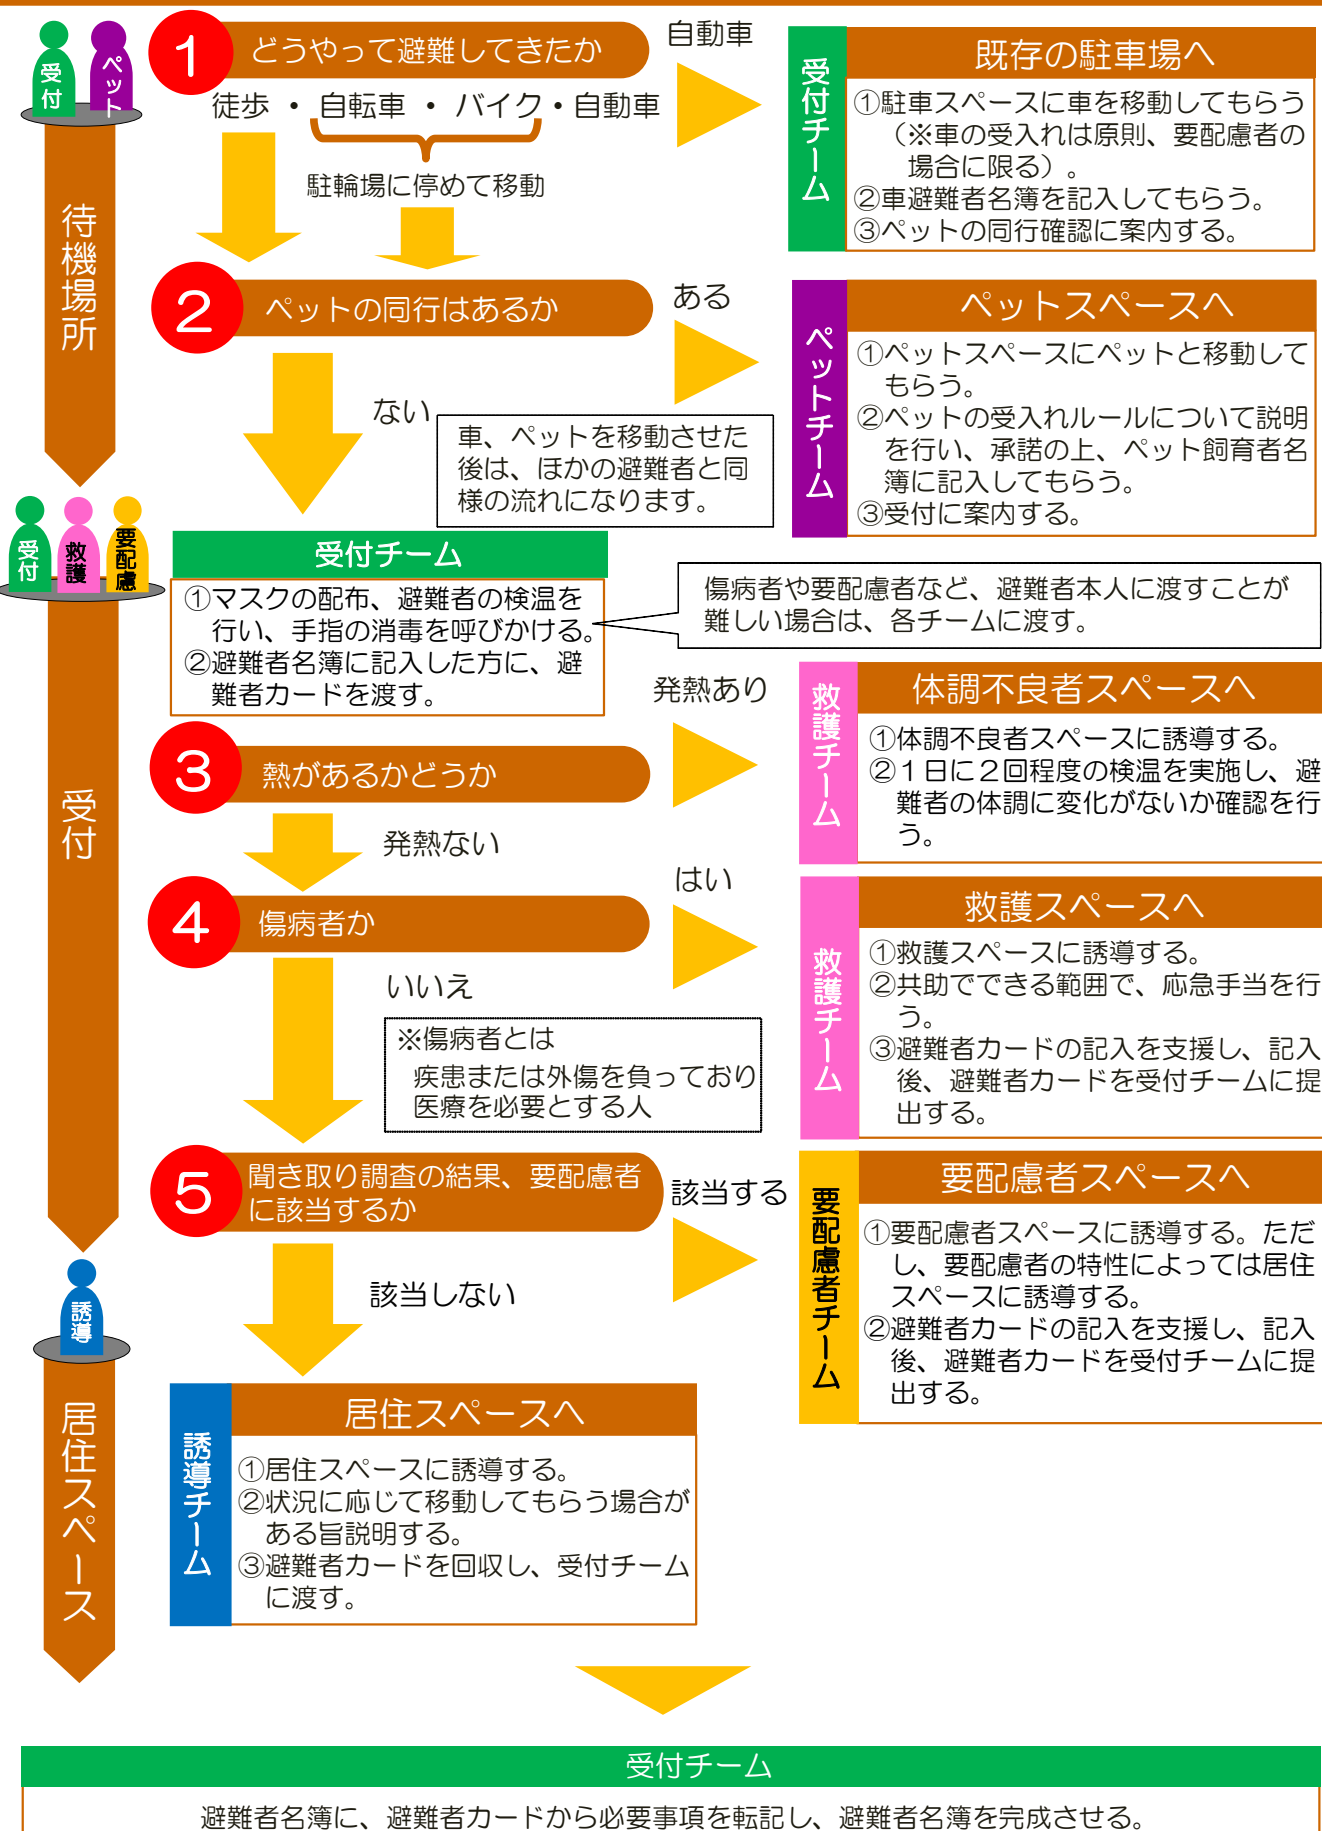 受付
ペット
1
どうやって避難してきたか
自動車
徒歩 ・ 自転車 ・ バイク・自動車
駐輪場に停めて移動
受付チーム
既存の駐車場へ
①駐車スペースに車を移動してもらう
（※車の受入れは原則、要配慮者の
場合に限る）。
②車避難者名簿を記入してもらう。
③ペットの同行確認に案内する。
待機場所
2
ペットの同行はあるか
ある
ない
車、ペットを移動させた
後は、ほかの避難者と同
様の流れになります。
ペットチーム
ペットスペースへ
①ペットスペースにペットと移動して
もらう。
②ペットの受入れルールについて説明
を行い、承諾の上、ペット飼育者名
簿に記入してもらう。
③受付に案内する。
受付
救護
要配慮
受付チーム
①マスクの配布、避難者の検温を
行い、手指の消毒を呼びかける。
②避難者名簿に記入した方に、避
難者カードを渡す。
傷病者や要配慮者など、避難者本人に渡すことが
難しい場合は、各チームに渡す。
受付
3
熱があるかどうか
発熱あり
発熱ない
救護チーム
体調不良者スペースへ
①体調不良者スペースに誘導する。
②１日に２回程度の検温を実施し、避
難者の体調に変化がないか確認を行
う。
4
傷病者か
はい
いいえ
※傷病者とは
疾患または外傷を負っており
医療を必要とする人
救護チーム
救護スペースへ
①救護スペースに誘導する。
②共助でできる範囲で、応急手当を行
う。
③避難者カードの記入を支援し、記入
後、避難者カードを受付チームに提
出する。
5
聞き取り調査の結果、要配慮者
に該当するか
該当する
該当しない
要配慮者チーム
要配慮者スペースへ
①要配慮者スペースに誘導する。ただ
し、要配慮者の特性によっては居住
スペースに誘導する。
②避難者カードの記入を支援し、記入
後、避難者カードを受付チームに提
出する。
誘導
居住スペース
誘導チーム
居住スペースへ
①居住スペースに誘導する。
②状況に応じて移動してもらう場合が
ある旨説明する。
③避難者カードを回収し、受付チーム
に渡す。
受付チーム
避難者名簿に、避難者カードから必要事項を転記し、避難者名簿を完成させる。